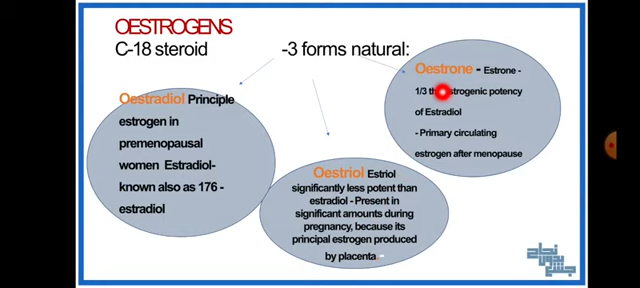 OESTROGENS
C-18 steroid
-3 forms natural:
Oestradiol Principle
estrogen in
premenopausal
women Estradiol-
known also as 176 -
estradiol
Oestriol Estriol
significantly less potent than
estradiol - Present in
significant amounts during
pregnancy, because its
principal estrogen produced
by placenta
Oestrone - Estrone -
1/3 estrogenic potency
of Estradiol
- Primary circulating
estrogen after menopause